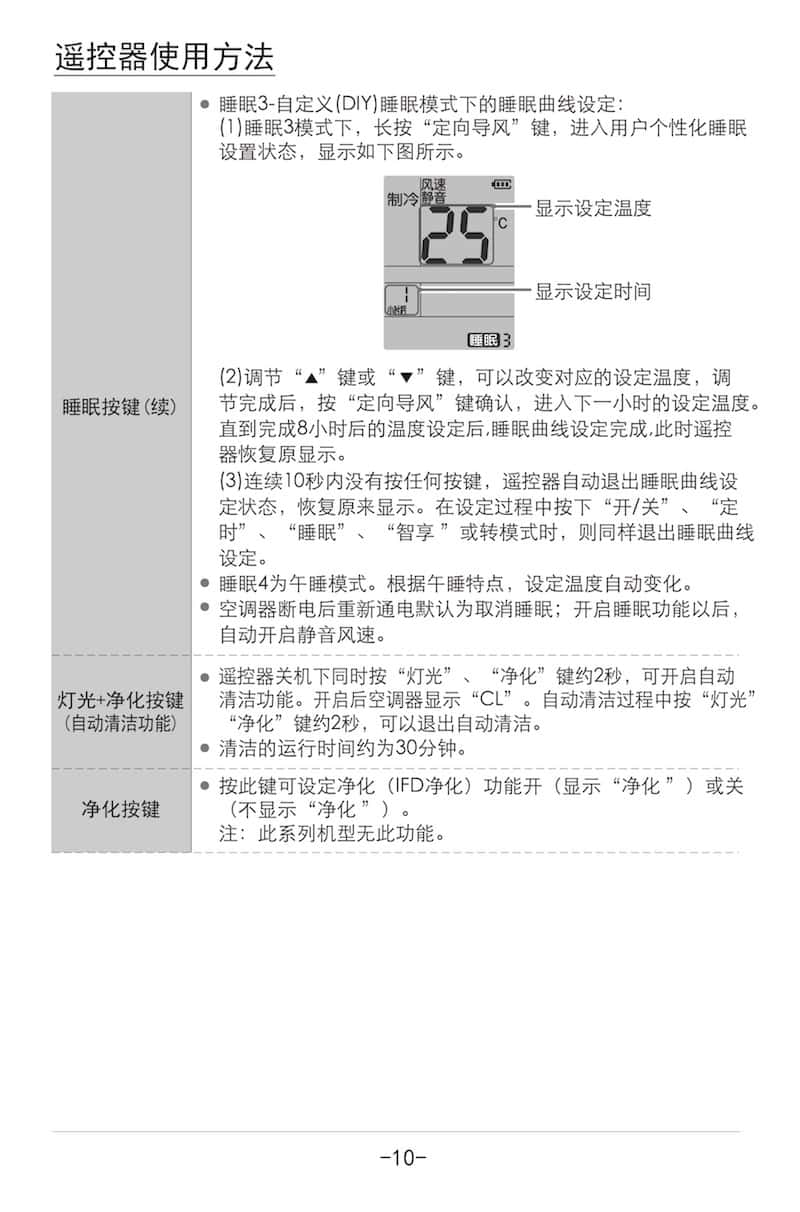 遥控器使用方法
● 睡眠3-自定义(DIY)睡眠模式下的睡眠曲线设定：
(1)睡眠3模式下，长按“定向导风”键，进入用户个性化睡眠
设置状态，显示如下图所示。
风速
制冷 静音
25 °C
显示设定温度
1
小时
显示设定时间
睡眠 3
睡眠按键(续)
(2)调节“▲”键或“▼”键，可以改变对应的设定温度，调
节完成后，按“定向导风”键确认，进入下一小时的设定温度。
直到完成8小时后的温度设定后,睡眠曲线设定完成,此时遥控
器恢复原显示。
(3)连续10秒内没有按任何按键，遥控器自动退出睡眠曲线设
定状态，恢复原来显示。在设定过程中按下“开/关”、“定
时”、“睡眠”、“智享 ”或转模式时，则同样退出睡眠曲线
设定。
● 睡眠4为午睡模式。根据午睡特点，设定温度自动变化。
● 空调器断电后重新通电默认为取消睡眠；开启睡眠功能以后，
自动开启静音风速。
灯光+净化按键
(自动清洁功能)
● 遥控器关机下同时按“灯光”、“净化”键约2秒，可开启自动
清洁功能。开启后空调器显示“CL”。自动清洁过程中按“灯光”
“净化”键约2秒，可以退出自动清洁。
● 清洁的运行时间约为30分钟。
净化按键
● 按此键可设定净化（IFD净化）功能开（显示“净化 ”）或关
（不显示“净化 ”）。
注：此系列机型无此功能。
-10-